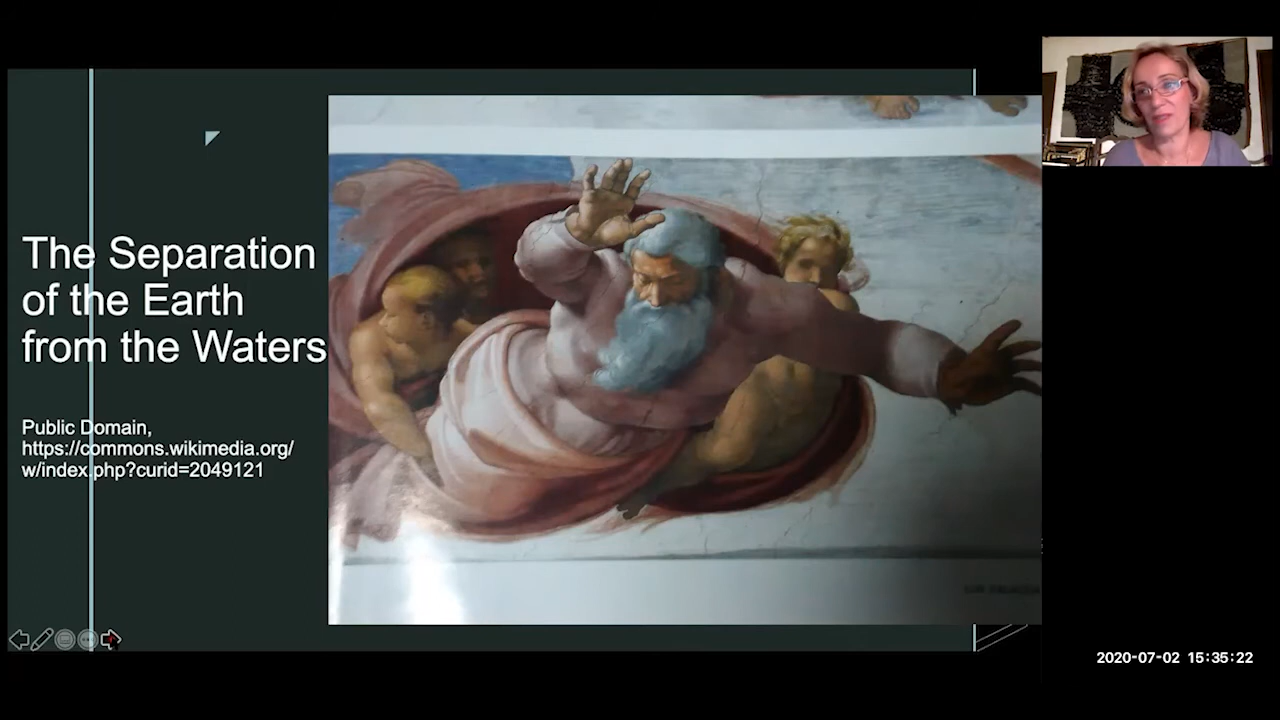 The Separation
of the Earth
from the Waters
Public Domain,
https://commons.wikimedia.org/
w/index.php?curid=2049121
2020-07-02 15:35:22